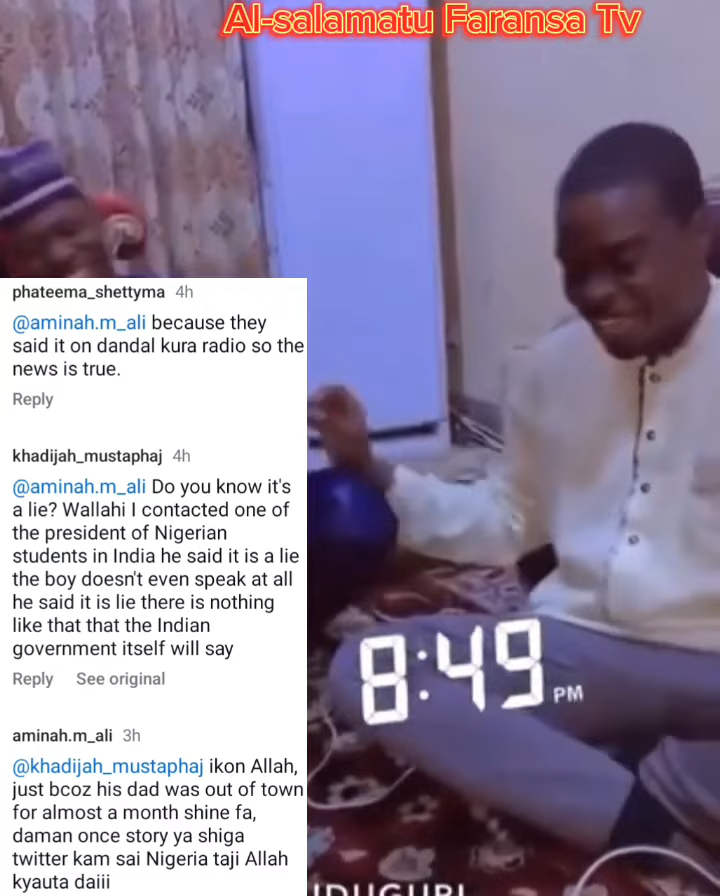 Al-salamatu Faransa Tv
phateema_shettyma 4h
@aminah.m_ali because they
said it on dandal kura radio so the
news is true.
Reply
khadijah_mustaphaj 4h
@aminah.m_ali Do you know it's
a lie? Wallahi I contacted one of
the president of Nigerian
students in India he said it is a lie
the boy doesn't even speak at all
he said it is lie there is nothing
like that that the Indian
government itself will say
Reply See original
aminah.m_ali 3h
@khadijah_mustaphaj ikon Allah,
just bcoz his dad was out of town
for almost a month shine fa,
daman once story ya shiga
twitter kam sai Nigeria taji Allah
kyauta daiii
8:49 PM